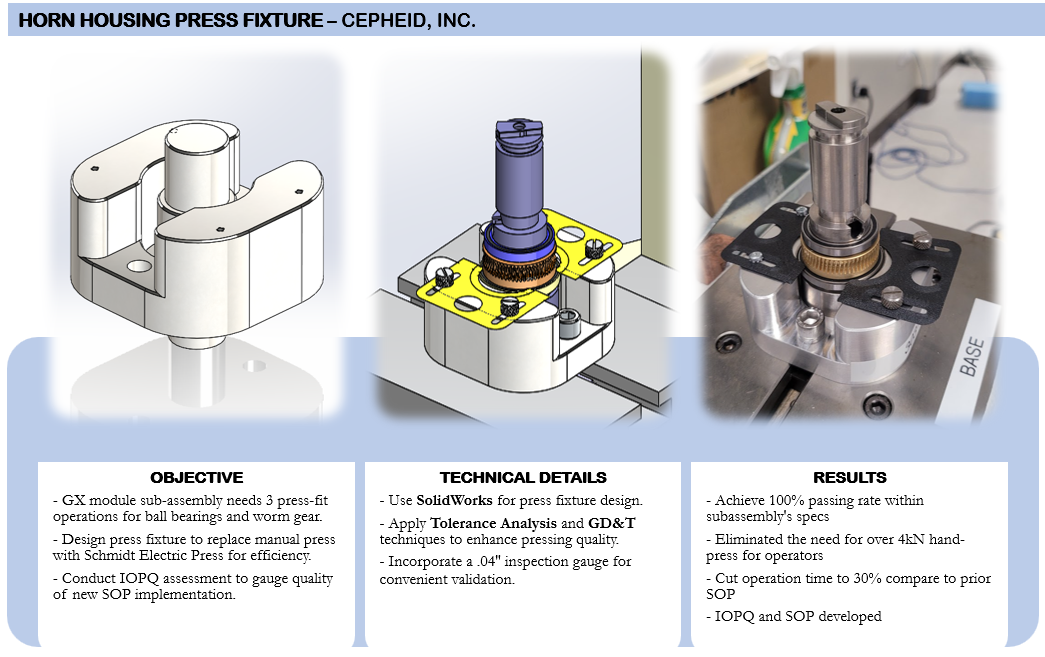 HORN HOUSING PRESS FIXTURE – CEPHEID, INC.
BASE
OBJECTIVE
- GX module sub-assembly needs 3 press-fit
operations for ball bearings and worm gear.
- Design press fixture to replace manual press
with Schmidt Electric Press for efficiency.
- Conduct IOPQ assessment to gauge quality
of new SOP implementation.
TECHNICAL DETAILS
- Use SolidWorks for press fixture design.
- Apply Tolerance Analysis and GD&T
techniques to enhance pressing quality.
- Incorporate a .04" inspection gauge for
convenient validation.
RESULTS
- Achieve 100% passing rate within
subassembly's specs
- Eliminated the need for over 4kN hand-
press for operators
- Cut operation time to 30% compare to prior
SOP
- IOPQ and SOP developed